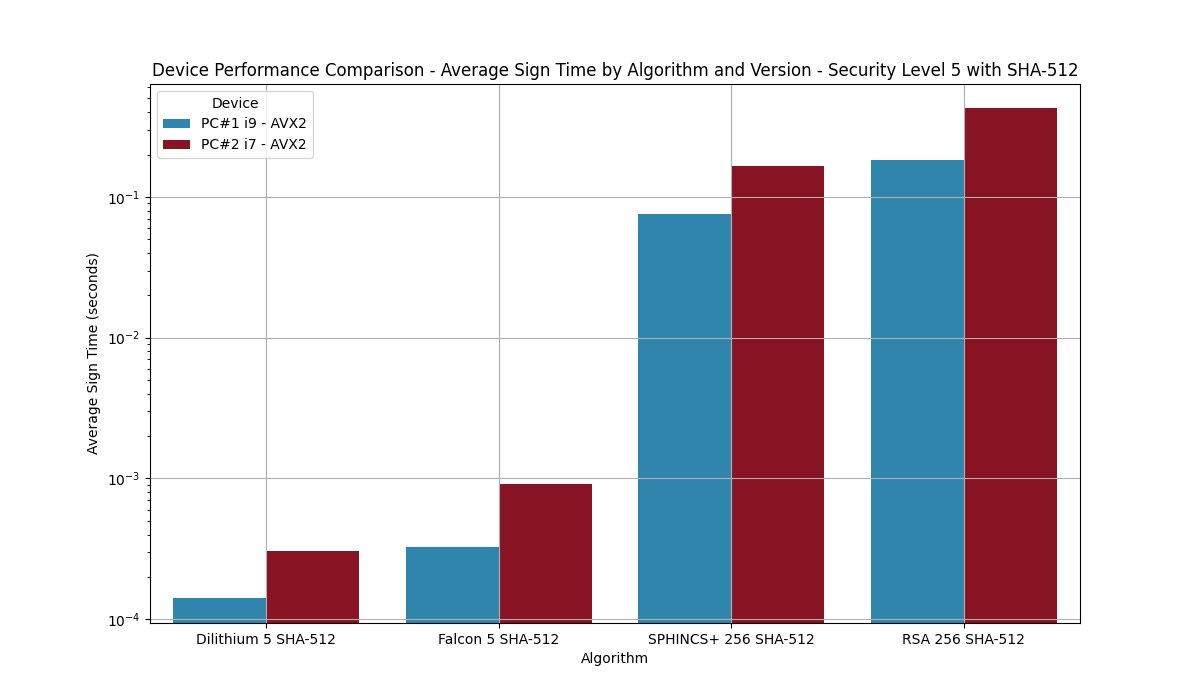 Device Performance Comparison - Average Sign Time by Algorithm and Version - Security Level 5 with SHA-512
Device
PC#1 i9 - AVX2
PC#2 i7 - AVX2
Average Sign Time (seconds)
10⁻¹
10⁻²
10⁻³
10⁻⁴
Dilithium 5 SHA-512
Falcon 5 SHA-512
SPHINCS+ 256 SHA-512
RSA 256 SHA-512
Algorithm